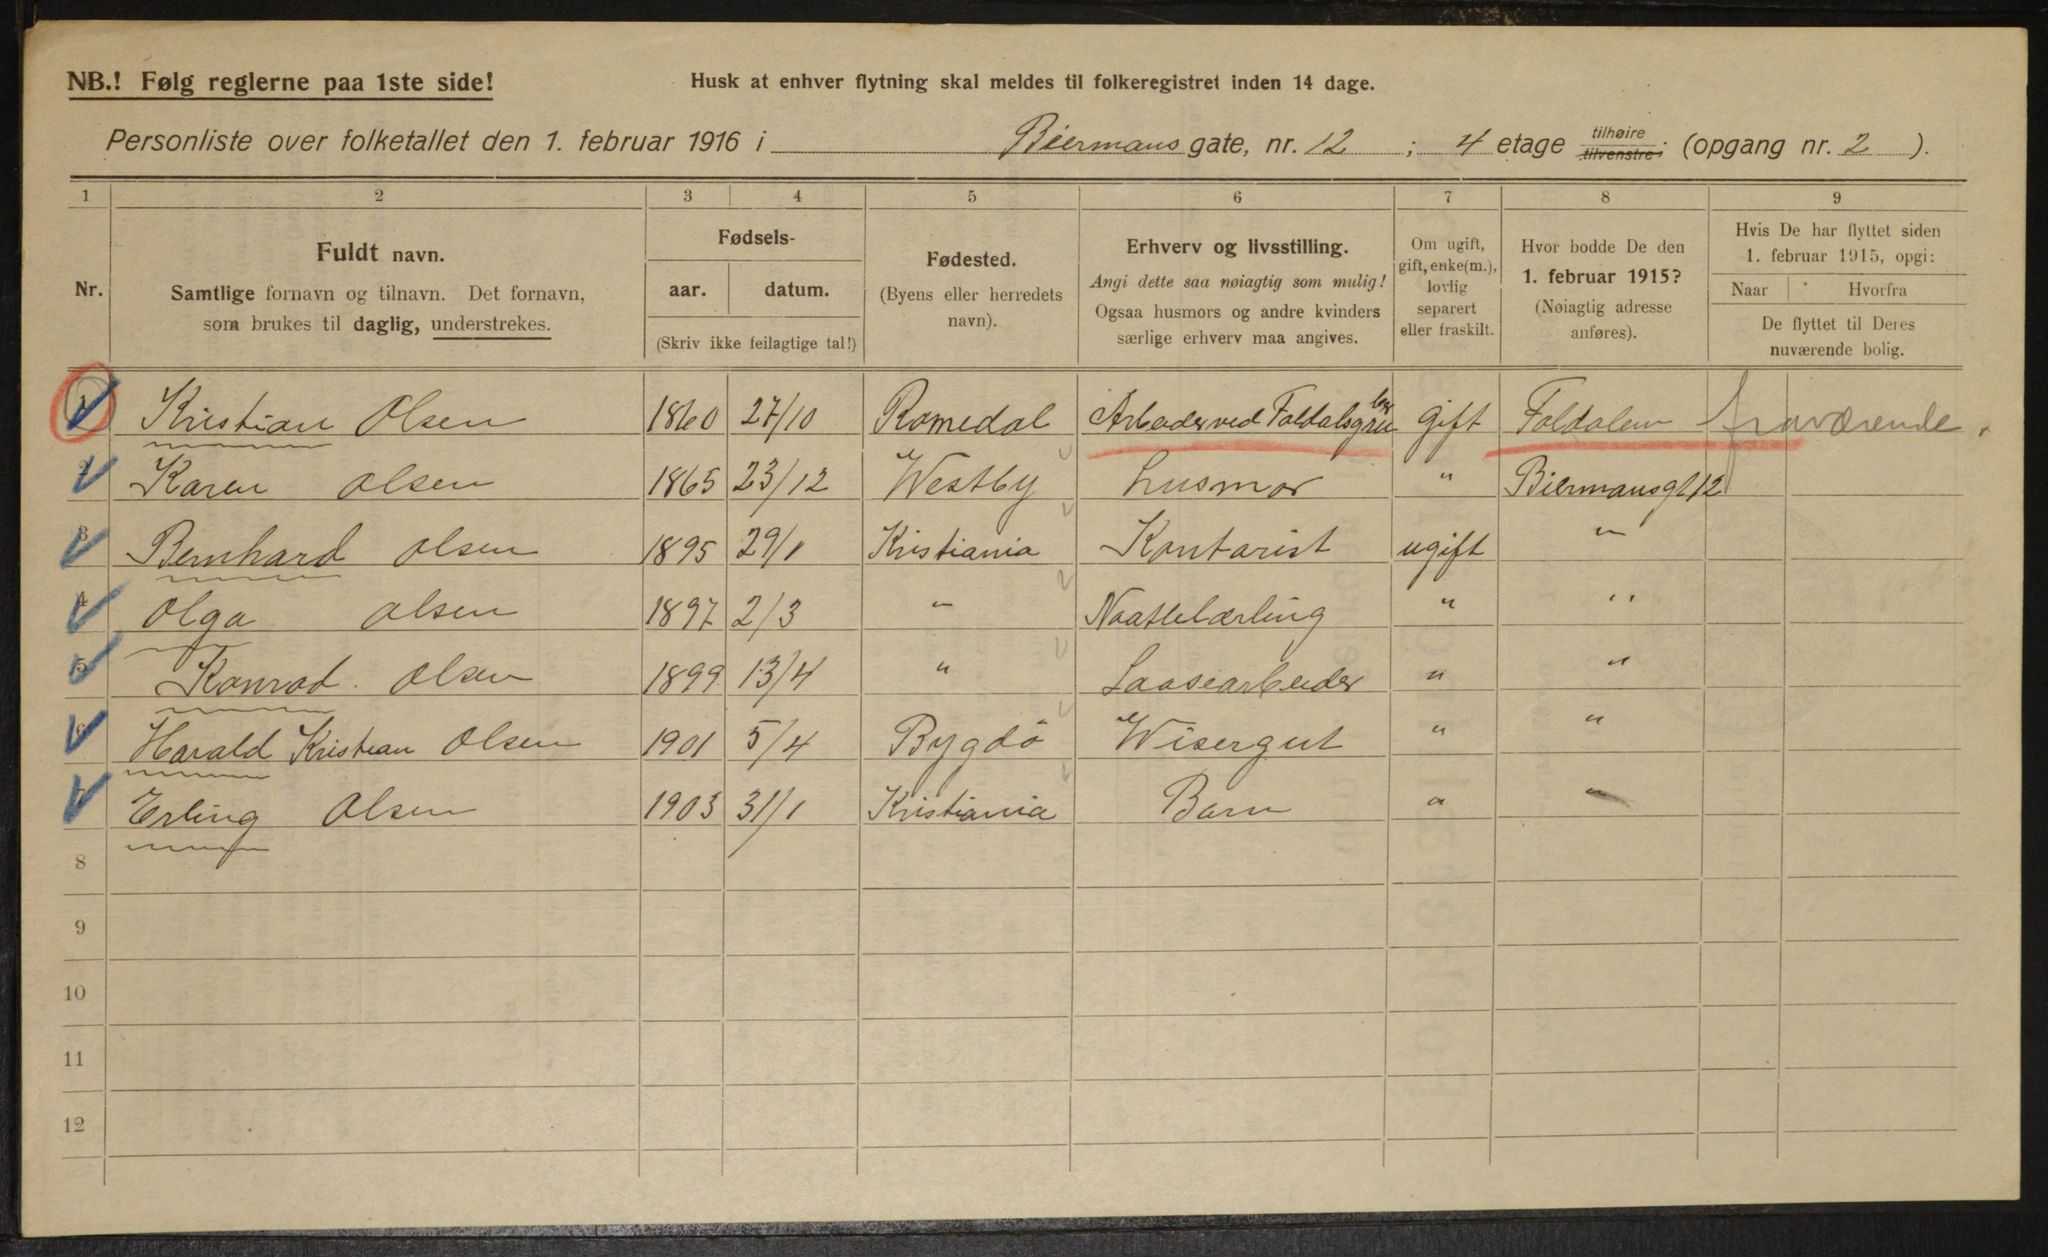 NB.! Følg reglerne paa 1ste side! Husk at enhver flytning skal meldes til folkeregistret inden 14 dage.
Personliste over folketallet den 1. februar 1916 i Biermans gate, nr. 12 ; 4 etage tilhøire tilvenstre (opgang nr. 2 ).
1 2 3 4 5 6 7 8 9
Nr.
Fuldt navn.
Samtlige fornavn og tilnavn. Det fornavn,
som brukes til daglig, understrekes.
Fødsels-
aar. datum.
(Skriv ikke feilagtige tal!)
Fødested.
(Byens eller herredets
navn).
Erhverv og livsstilling.
Angi dette saa nøiagtig som mulig!
Ogsaa husmors og andre kvinders
særlige erhverv maa angives.
Om ugift,
gift, enke(m.),
lovlig
separert
eller fraskilt.
Hvor bodde De den
1. februar 1915?
(Nøiagtig adresse
anføres).
Hvis De har flyttet siden
1. februar 1915, opgi:
Naar Hvorfra
De flyttet til Deres
nuværende bolig.
1 Kristian Olsen 1860 27/10 Romedal Arbeider ved Foldalsgru gift Foldalen fraværende.
2 Karen Olsen 1865 23/12 Westby husmor " Biermansgt 12
3 Bernhard Olsen 1895 29/1 Kristiania Kontorist ugift "
4 Olga Olsen 1897 2/3 " Naatlelærling " "
5 Konrad Olsen 1899 13/4 " Laasearbeider " "
6 Harald Kristian Olsen 1901 5/4 Bygdö Wisergut " "
7 Erling Olsen 1903 31/1 Kristiania Barn " "
8
9
10
11
12